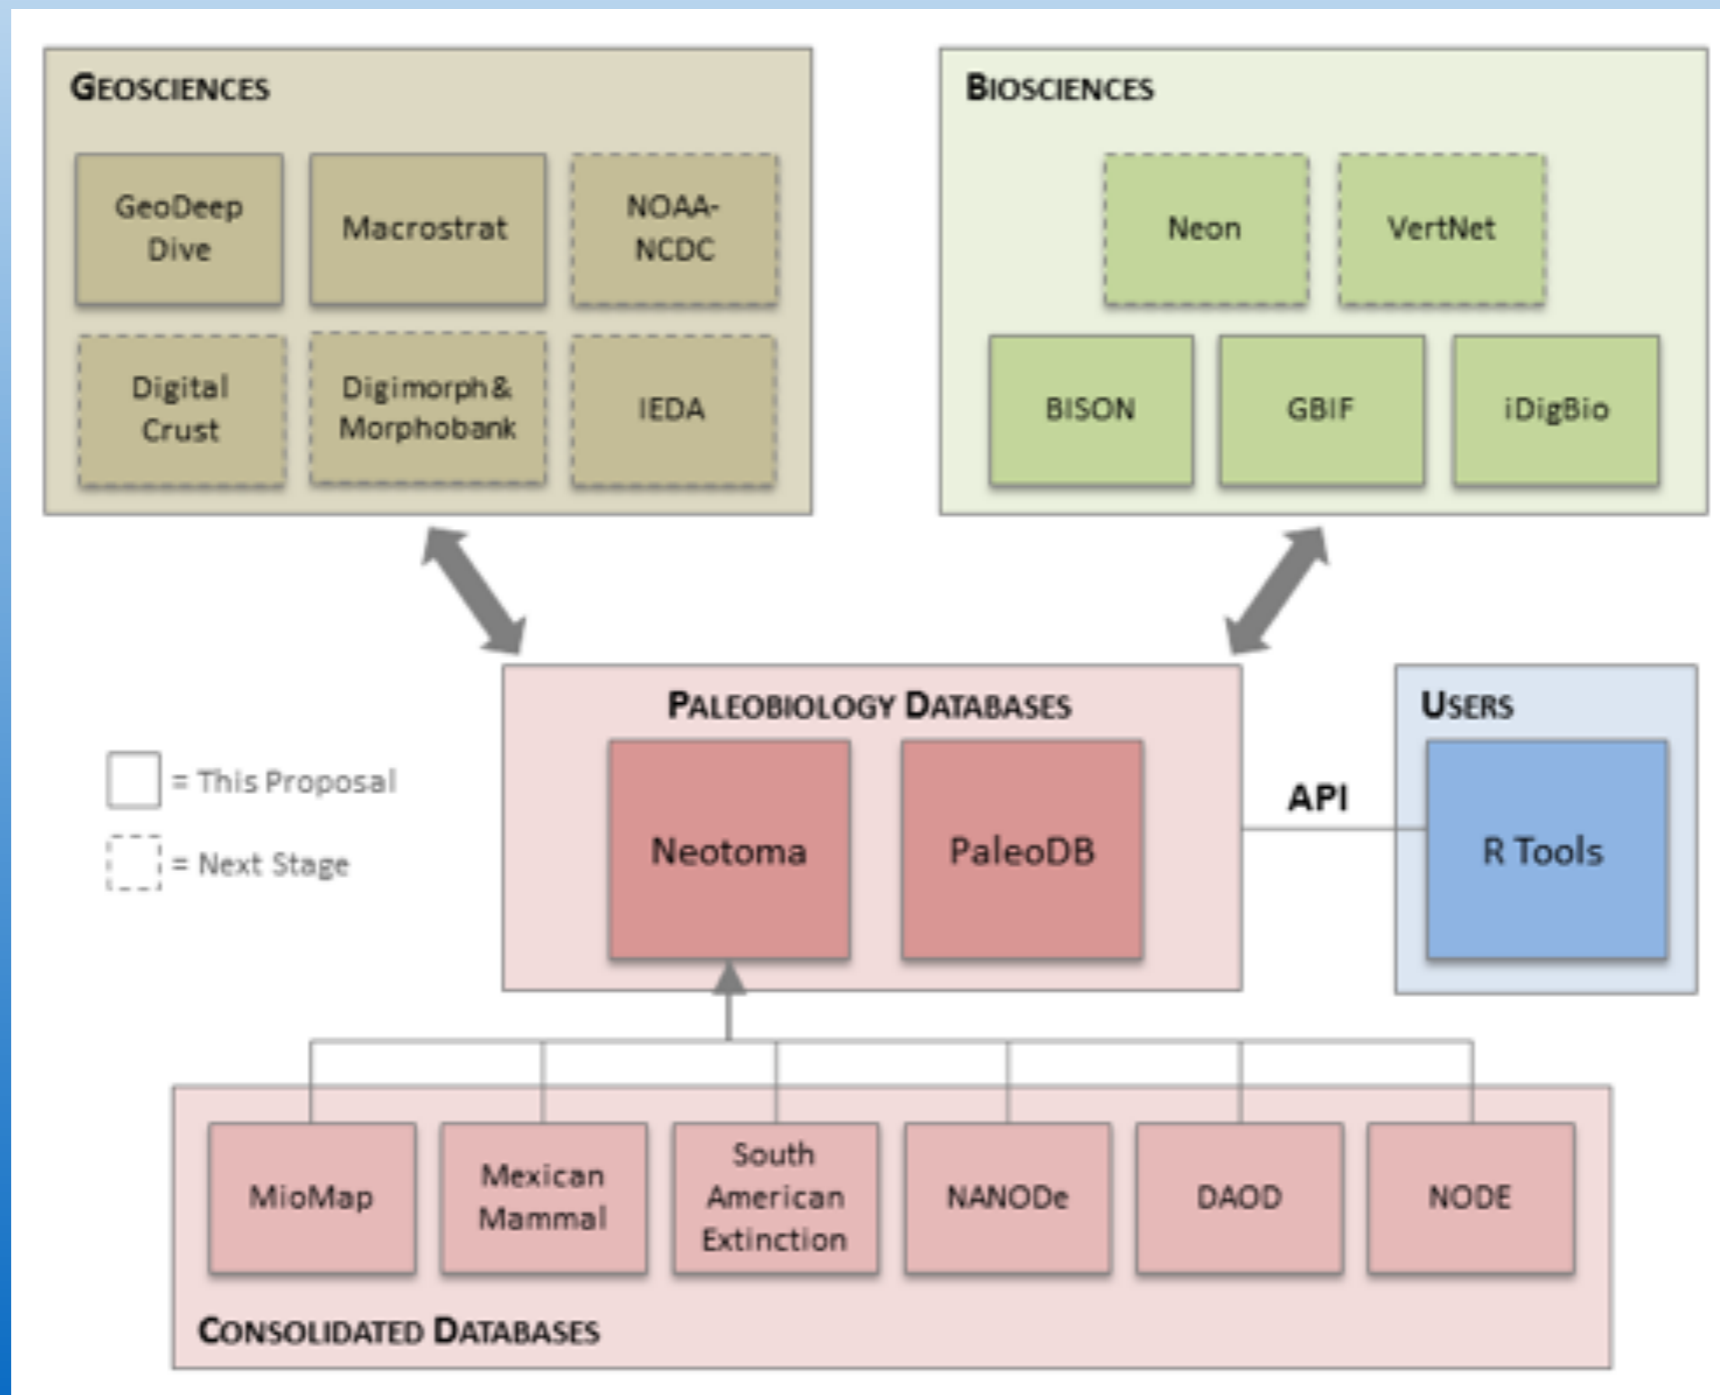 GEOSCIENCES
GeoDeep
Dive
Macrostrat
NOAA-
NCDC
Digital
Crust
Digimorph&
Morphobank
IEDA
BIOSCIENCES
Neon
VertNet
BISON
GBIF
iDigBio
PALEOBIOLOGY DATABASES
Neotoma
PaleoDB
API
USERS
R Tools
= This Proposal
= Next Stage
MioMap
Mexican
Mammal
South
American
Extinction
NANODe
DAOD
NODE
CONSOLIDATED DATABASES